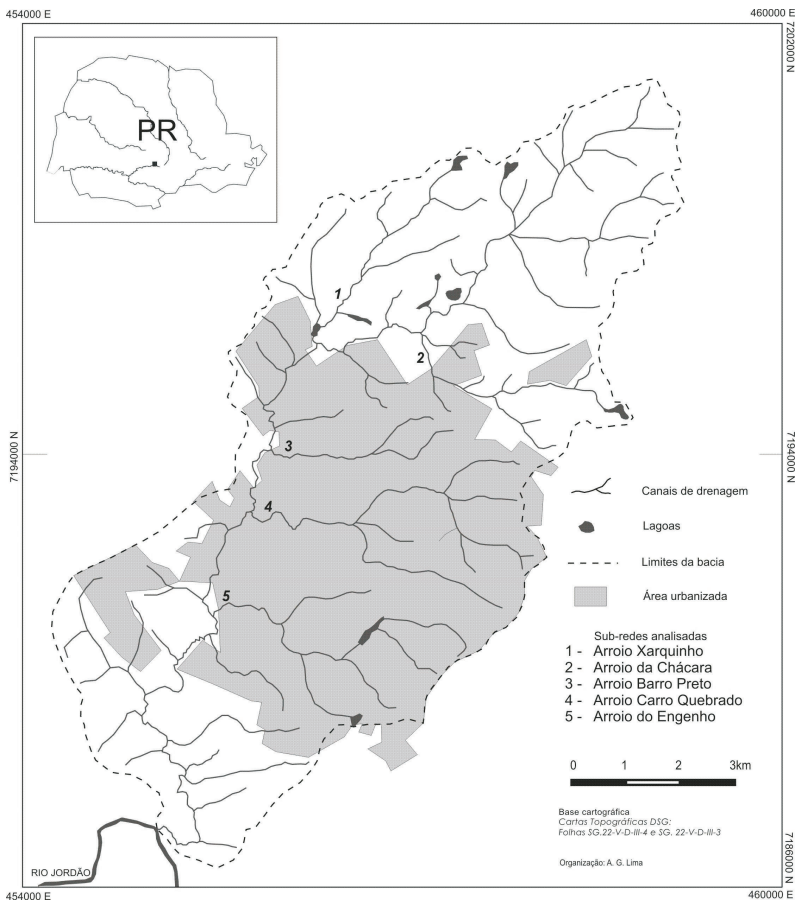 454000 E
460000 E
7202000 N
PR
1
2
3
7194000 N
7194000 N
4
5
Canais de drenagem
Lagoas
Limites da bacia
Área urbanizada
Sub-redes analisadas
1 - Arroio Xarquinho
2 - Arroio da Chácara
3 - Arroio Barro Preto
4 - Arroio Carro Quebrado
5 - Arroio do Engenho
0 1 2 3km
Base cartográfica
Cartas Topográficas DSG:
Folhas SG.22-V-D-III-4 e SG. 22-V-D-III-3
Organização: A. G. Lima
RIO JORDÃO
7186000 N
454000 E
460000 E